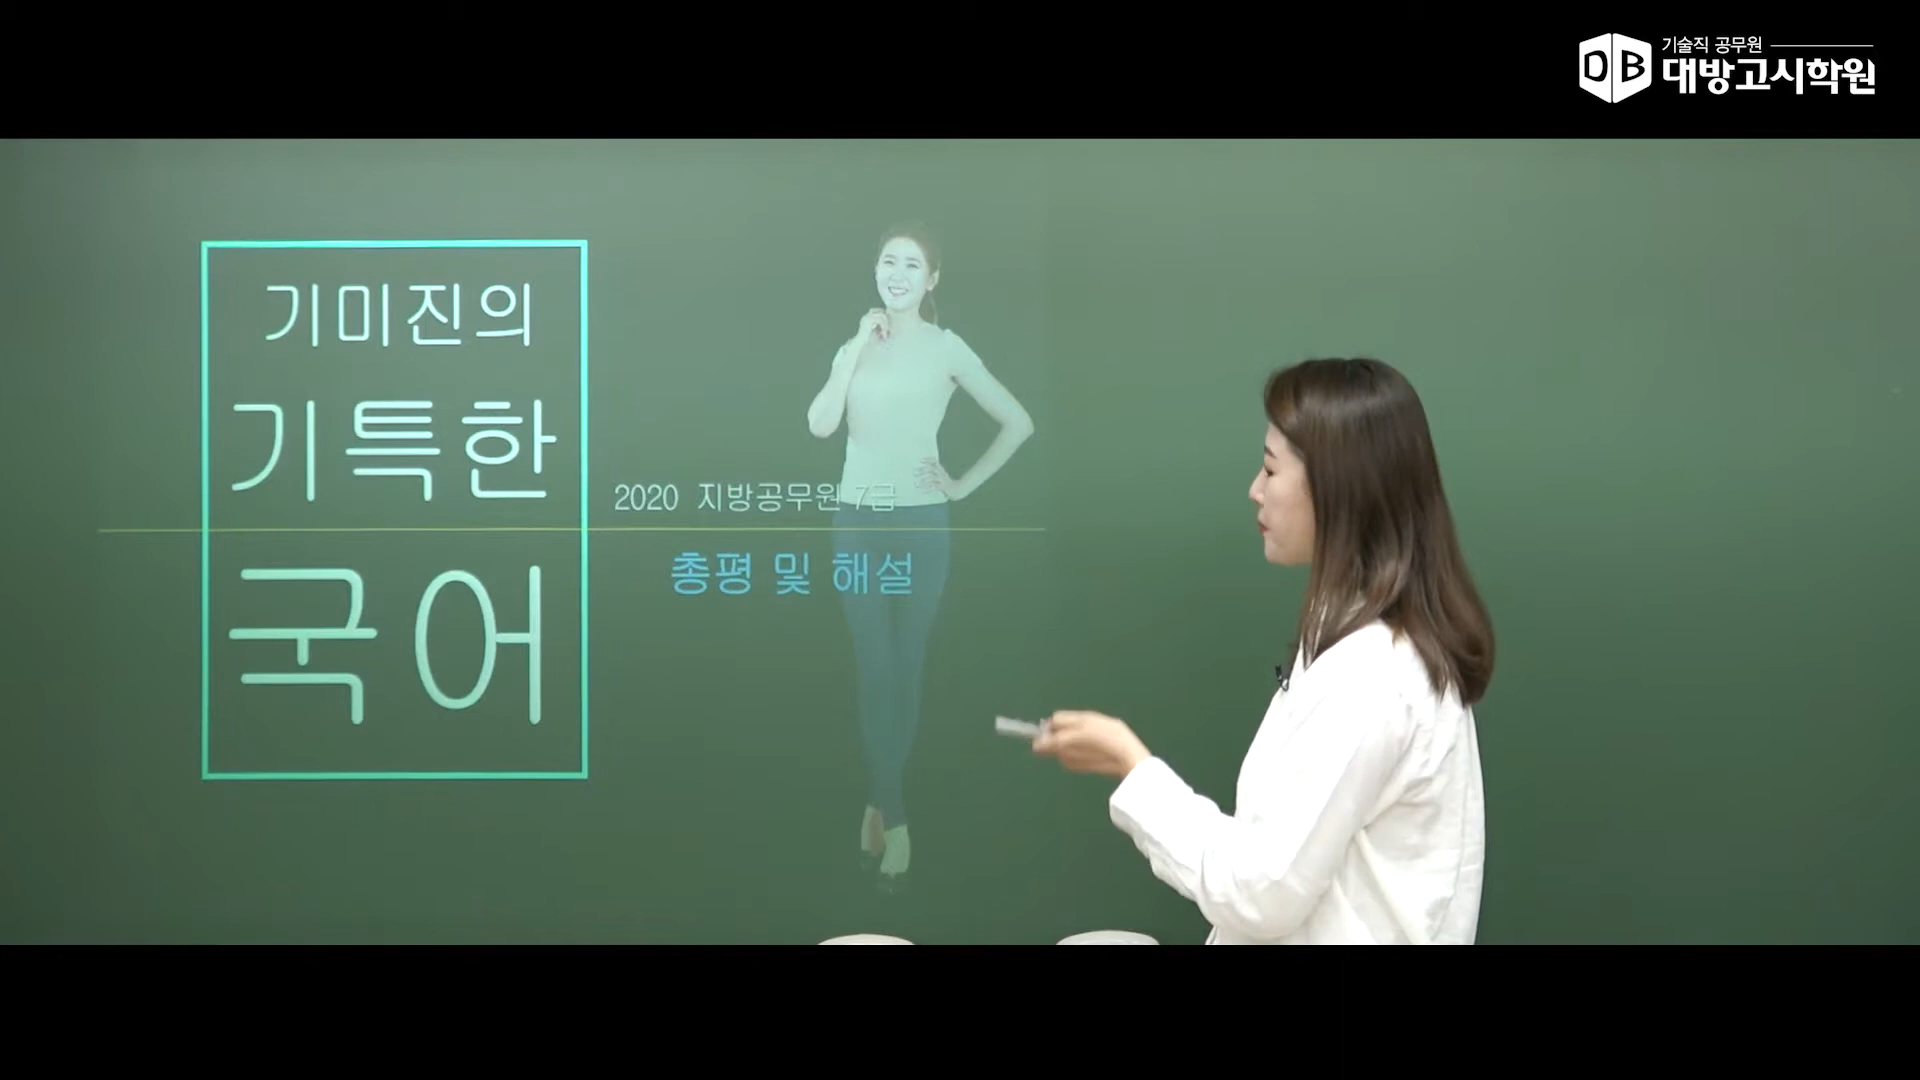 기술직 공무원
DB 대방고시학원
기미진의
기특한
국어
2020 지방공무원 7급
총평 및 해설